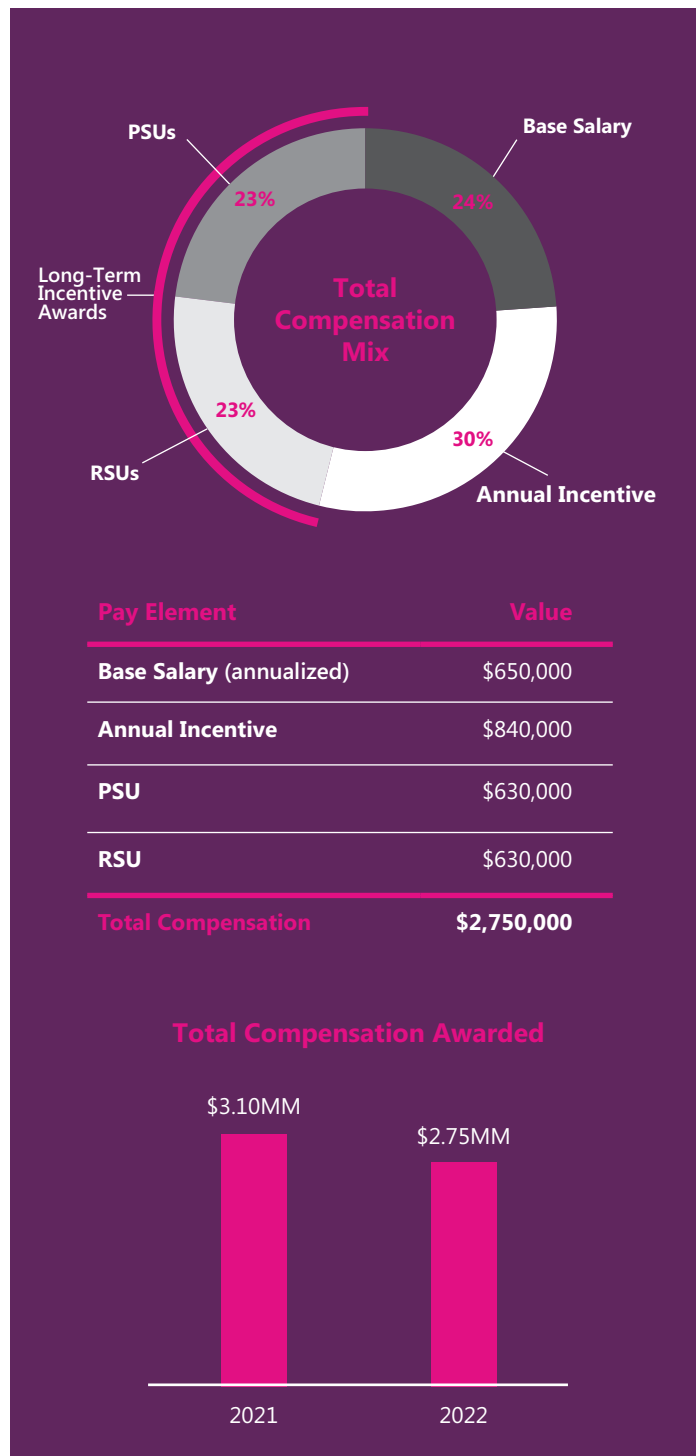 PSUs
Base Salary
23%
24%
Long-Term
Incentive
Awards
Total
Compensation
Mix
23%
30%
RSUs
Annual Incentive
Pay Element Value
Base Salary (annualized) $650,000
Annual Incentive $840,000
PSU $630,000
RSU $630,000
Total Compensation $2,750,000
Total Compensation Awarded
$3.10MM
$2.75MM
2021 2022